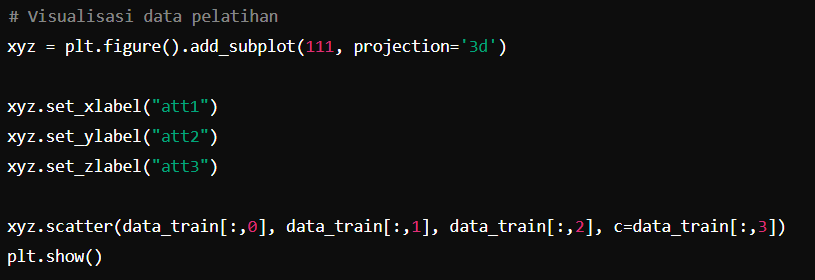 # Visualisasi data pelatihan
xyz = plt.figure().add_subplot(111, projection='3d')
xyz.set_xlabel("att1")
xyz.set_ylabel("att2")
xyz.set_zlabel("att3")
xyz.scatter(data_train[:,0], data_train[:,1], data_train[:,2], c=data_train[:,3])
plt.show()